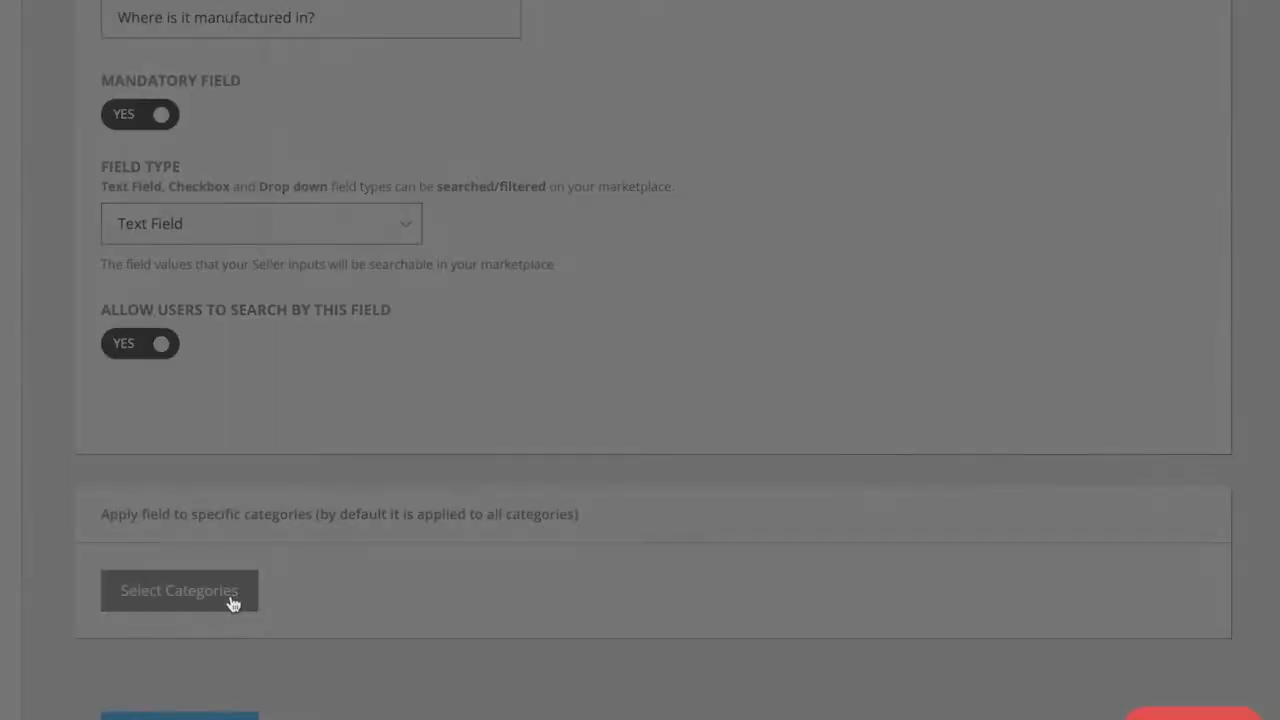 Where is it manufactured in?
MANDATORY FIELD
YES
FIELD TYPE
Text Field, Checkbox and Drop down field types can be searched/filtered on your marketplace.
Text Field
The field values that your Seller inputs will be searchable in your marketplace
ALLOW USERS TO SEARCH BY THIS FIELD
YES
Apply field to specific categories (by default it is applied to all categories)
Select Categories